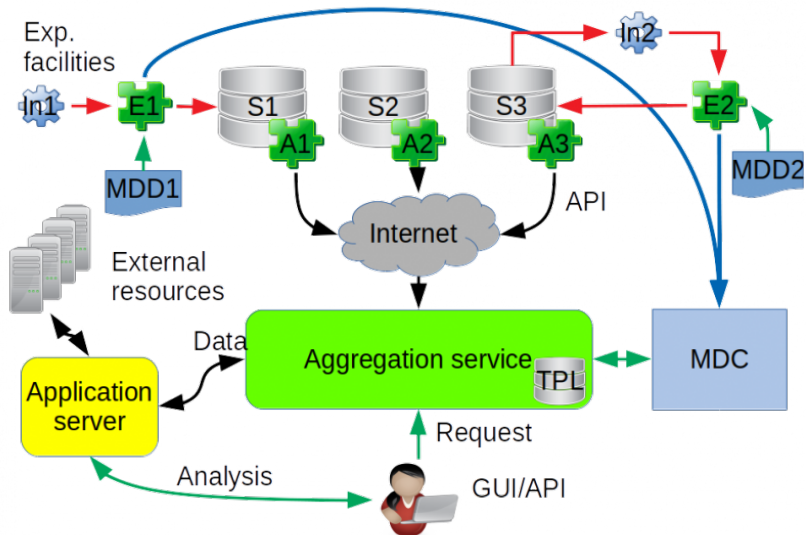 Exp.
facilities
In1
E1
S1
S2
S3
In2
E2
A1
A2
A3
MDD1
MDD2
API
Internet
External
resources
Data
Aggregation service
TPL
MDC
Application
server
Request
Analysis
GUI/API